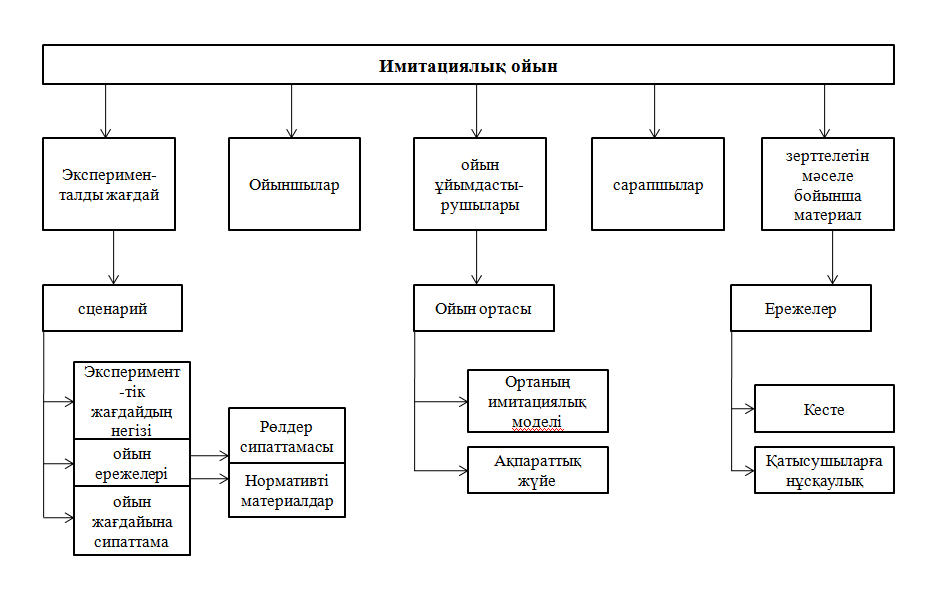 Имитациялық ойын
Эксперимен-
талды жағдай
Ойыншылар
ойын
ұйымдасты-
рушылары
сарапшылар
зерттелетін
мәселе
бойынша
материал
сценарий
Ойын ортасы
Ережелер
Эксперимент
-тік
жағдайдың
негізі
ойын
ережелері
ойын
жағдайына
сипаттама
Рөлдер
сипаттамасы
Нормативті
материалдар
Ортаның
имитациялық
моделі
Ақпараттық
жүйе
Кесте
Қатысушыларға
нұсқаулық